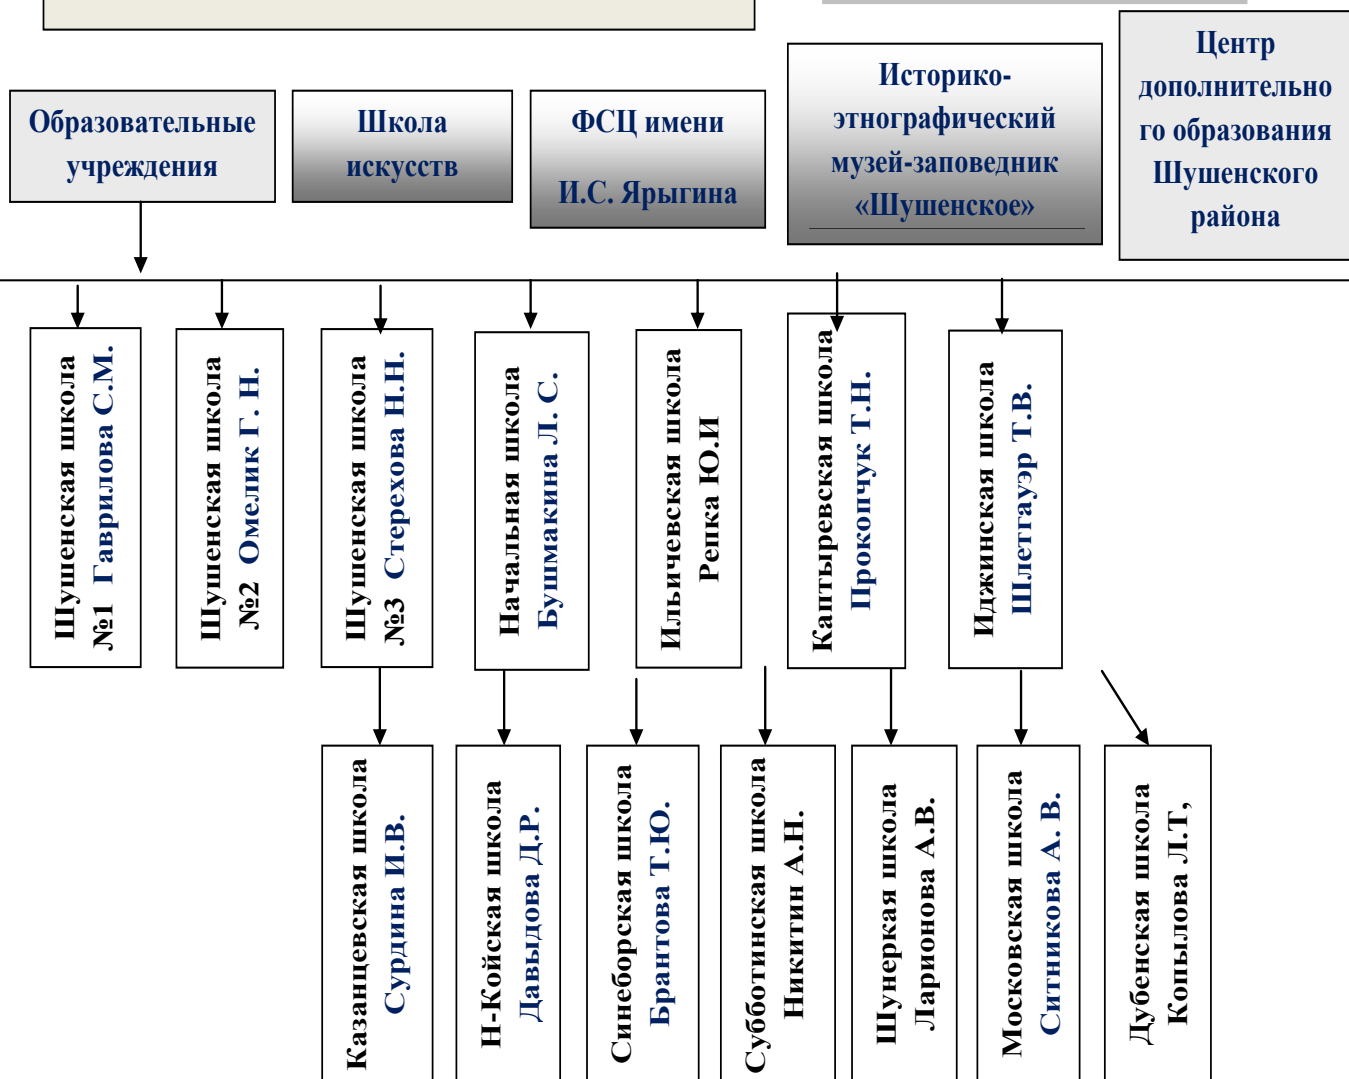 Образовательные
учреждения
Школа
искусств
ФСЦ имени
И.С. Ярыгина
Историко-
этнографический
музей-заповедник
«Шушенское»
Центр
дополнительно
го образования
Шушенского
района
Шушенская школа
№1 Гаврилова С.М.
Шушенская школа
№2 Омелик Г. Н.
Шушенская школа
№3 Стерехова Н.Н.
Начальная школа
Бушмакина Л. С.
Ильичевская школа
Репка Ю.И
Каптыревская школа
Прокопчук Т.Н.
Иджинская школа
Шлетгауэр Т.В.
Казанцевская школа
Сурдина И.В.
Н-Койская школа
Давыдова Д.Р.
Синеборская школа
Брантова Т.Ю.
Субботинская школа
Никитин А.Н.
Шунеркая школа
Ларионова А.В.
Московская школа
Ситникова А. В.
Дубенская школа
Копылова Л.Т,